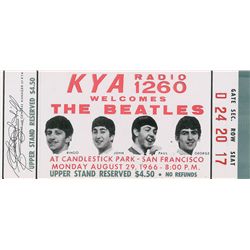 KYA RADIO 1260
WELCOMES
THE BEATLES
RINGO JOHN PAUL GEORGE
AT CANDLESTICK PARK - SAN FRANCISCO
MONDAY AUGUST 29, 1966 - 8:00 P.M.
UPPER STAND RESERVED $4.50 • NO REFUNDS
UPPER STAND RESERVED $4.50
GATE SEC. ROW SEAT
D 24 20 17